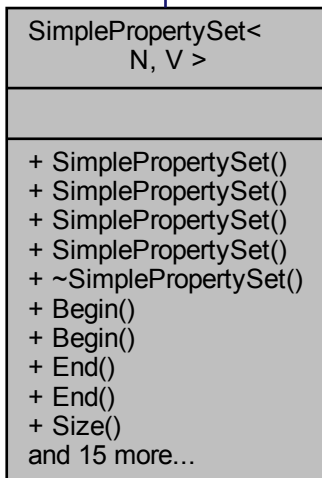 SimplePropertySet<
N, V >
+ SimplePropertySet()
+ SimplePropertySet()
+ SimplePropertySet()
+ SimplePropertySet()
+ ~SimplePropertySet()
+ Begin()
+ Begin()
+ End()
+ End()
+ Size()
and 15 more...